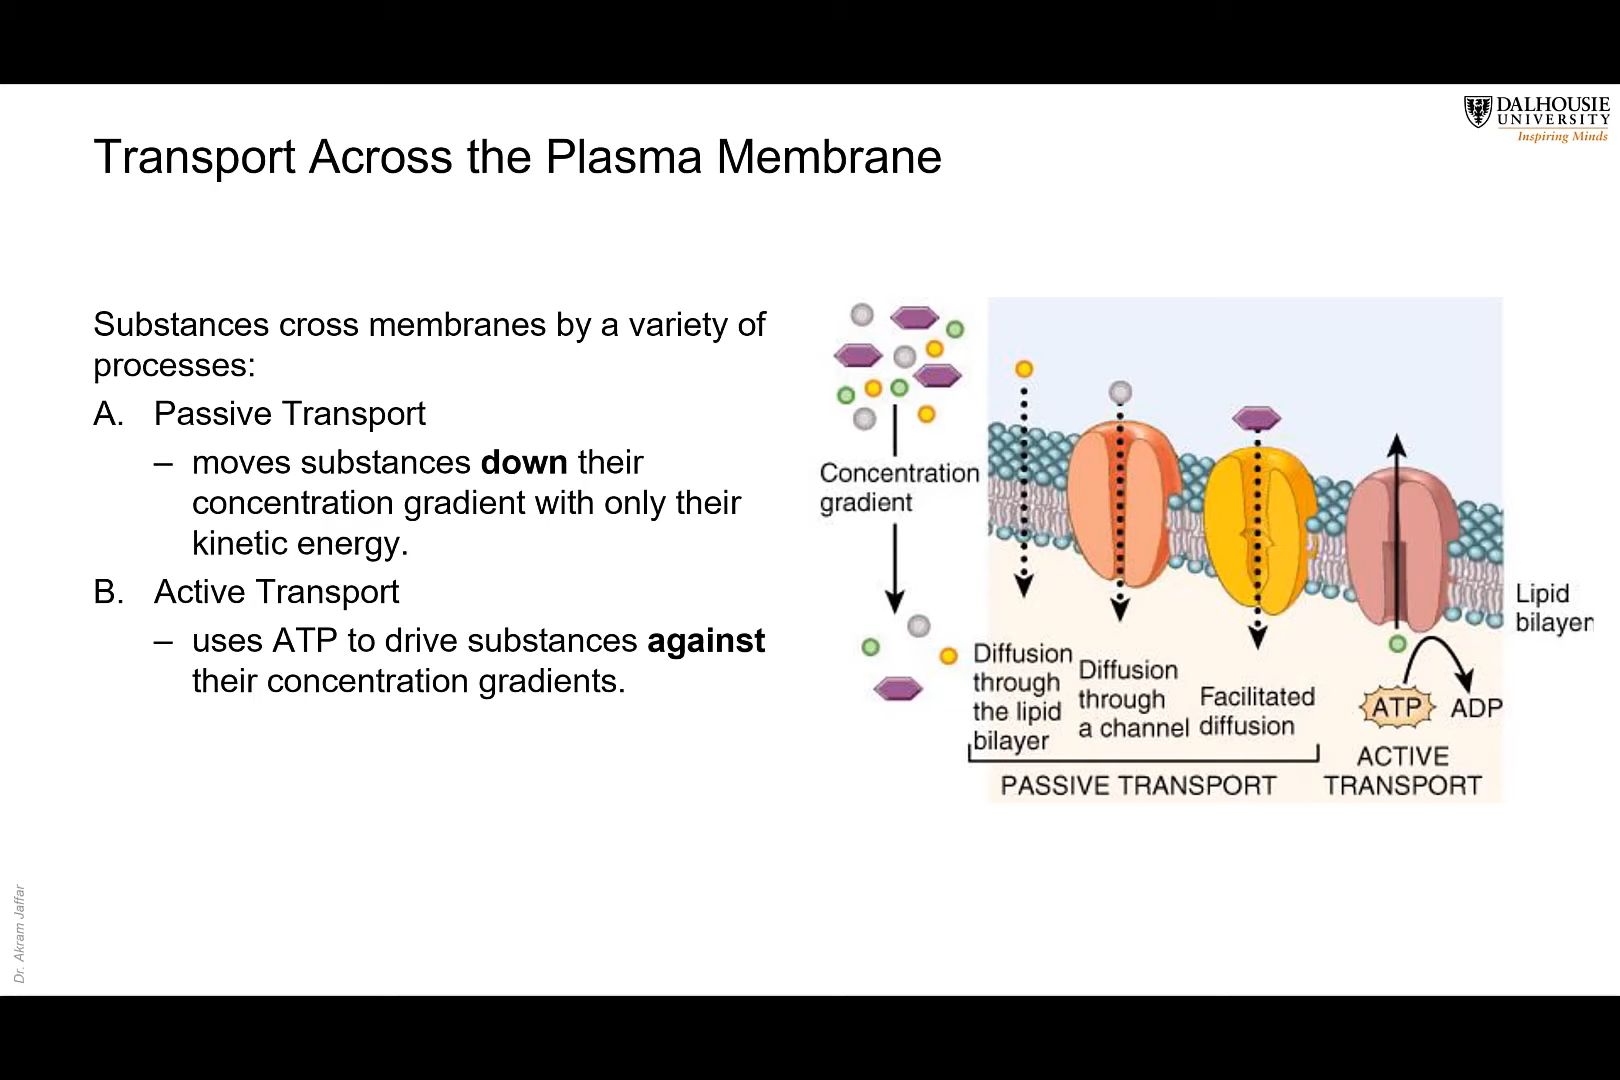 DALHOUSIE
UNIVERSITY
Inspiring Minds
Transport Across the Plasma Membrane
Substances cross membranes by a variety of
processes:
A. Passive Transport
– moves substances down their
concentration gradient with only their
kinetic energy.
B. Active Transport
– uses ATP to drive substances against
their concentration gradients.
Concentration
gradient
Diffusion
through
the lipid
bilayer
Diffusion
through
a channel
Facilitated
diffusion
PASSIVE TRANSPORT
ATP
ADP
ACTIVE
TRANSPORT
Lipid
bilayer
Dr. Akram Jaffar